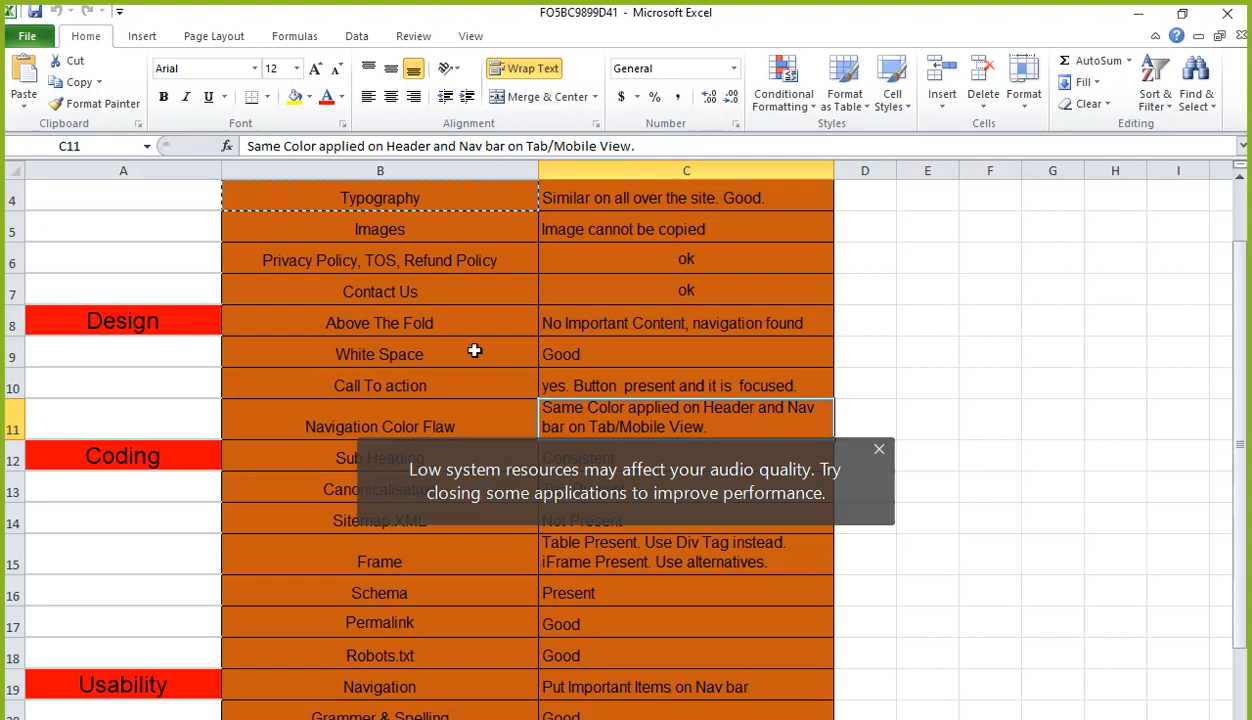 FO5BC9899D41 - Microsoft Excel
File Home Insert Page Layout Formulas Data Review View
Cut
Copy
Format Painter
Paste
Clipboard
Arial 12
B I U A
Font
Wrap Text
Merge & Center
Alignment
General
$ % ,
Number
Conditional Formatting
Format as Table
Cell Styles
Styles
Insert Delete Format
Cells
Σ AutoSum
Fill
Clear
Sort & Filter
Find & Select
Editing
C11 fx Same Color applied on Header and Nav bar on Tab/Mobile View.
A B C D E F G H I
4 Typography Similar on all over the site. Good.
5 Images Image cannot be copied
6 Privacy Policy, TOS, Refund Policy ok
7 Contact Us ok
8 Design Above The Fold No Important Content, navigation found
9 White Space Good
10 Call To action yes. Button present and it is focused.
11 Navigation Color Flaw Same Color applied on Header and Nav
bar on Tab/Mobile View.
12 Coding Sub Heading Consistent
13 Canonicalisation Present
14 Sitemap.XML Not Present
15 Frame Table Present. Use Div Tag instead.
iFrame Present. Use alternatives.
16 Schema Present
17 Permalink Good
18 Robots.txt Good
19 Usability Navigation Put Important Items on Nav bar
20 Grammer & Spelling Good
Low system resources may affect your audio quality. Try
closing some applications to improve performance.